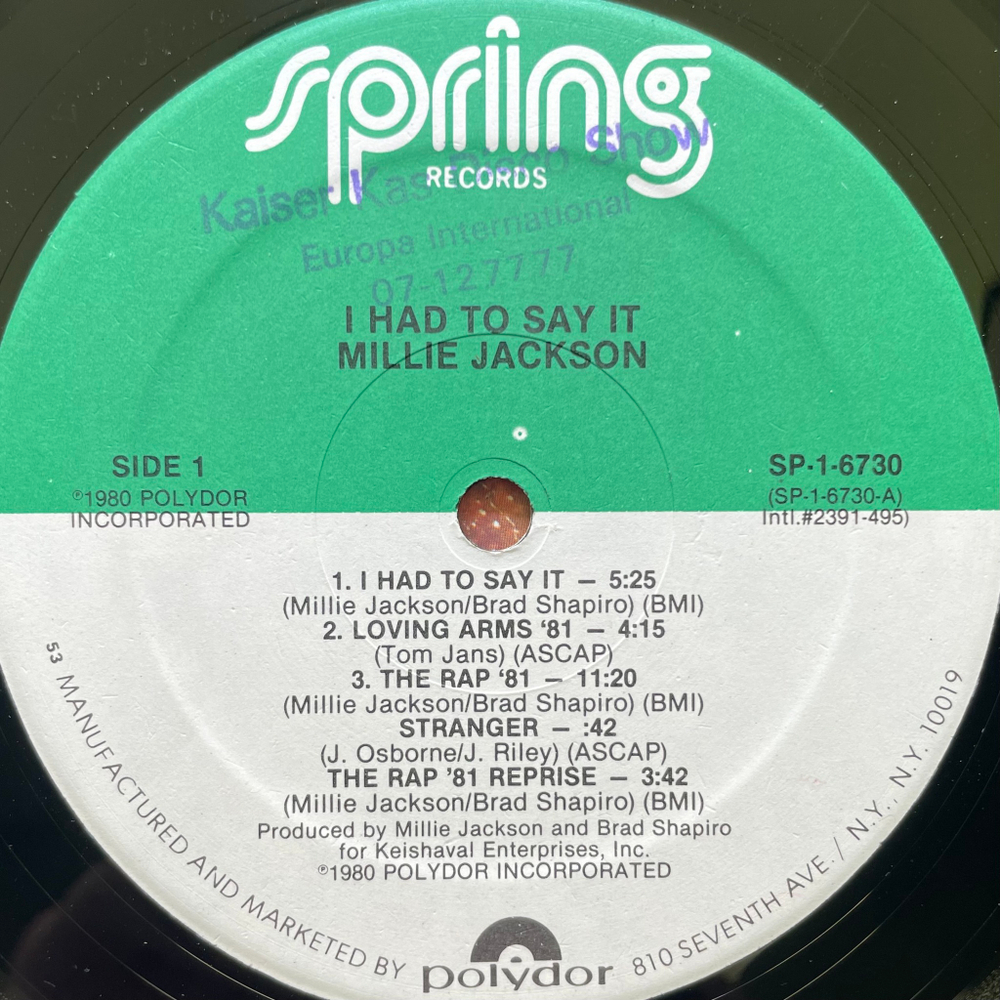 spring
RECORDS
Kaiser Kas Disco Show
Europa International
07-127777
I HAD TO SAY IT
MILLIE JACKSON
SIDE 1
℗1980 POLYDOR
INCORPORATED
SP-1-6730
(SP-1-6730-A)
Intl.#2391-495)
1. I HAD TO SAY IT — 5:25
(Millie Jackson/Brad Shapiro) (BMI)
2. LOVING ARMS '81 — 4:15
(Tom Jans) (ASCAP)
3. THE RAP '81 — 11:20
(Millie Jackson/Brad Shapiro) (BMI)
STRANGER — :42
(J. Osborne/J. Riley) (ASCAP)
THE RAP '81 REPRISE — 3:42
(Millie Jackson/Brad Shapiro) (BMI)
Produced by Millie Jackson and Brad Shapiro
for Keishaval Enterprises, Inc.
℗1980 POLYDOR INCORPORATED
53 MANUFACTURED AND MARKETED BY
polydor
810 SEVENTH AVE. / N.Y., N.Y. 10019